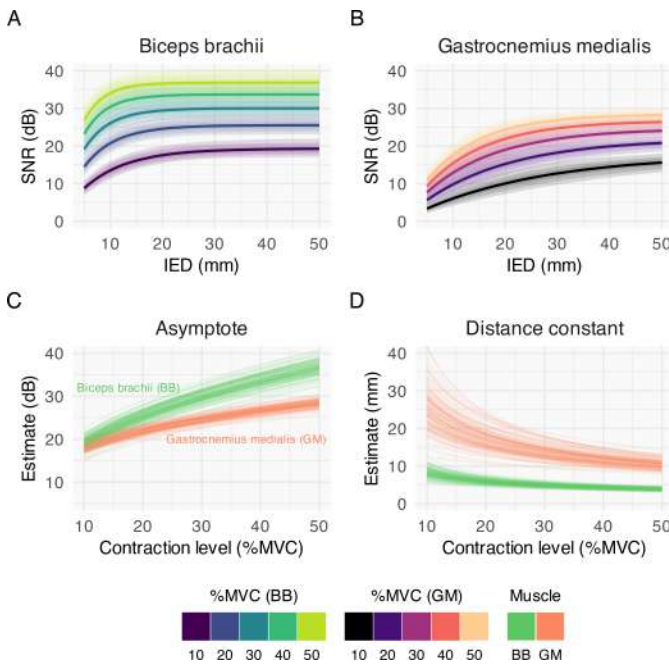 A
Biceps brachii
SNR (dB)
40
30
20
10
0
10 20 30 40 50
IED (mm)
B
Gastrocnemius medialis
SNR (dB)
40
30
20
10
0
10 20 30 40 50
IED (mm)
C
Asymptote
Estimate (dB)
40
30
20
10
Biceps brachii (BB)
Gastrocnemius medialis (GM)
10 20 30 40 50
Contraction level (%MVC)
D
Distance constant
Estimate (mm)
40
30
20
10
0
10 20 30 40 50
Contraction level (%MVC)
%MVC (BB)
10 20 30 40 50
%MVC (GM)
10 20 30 40 50
Muscle
BB GM